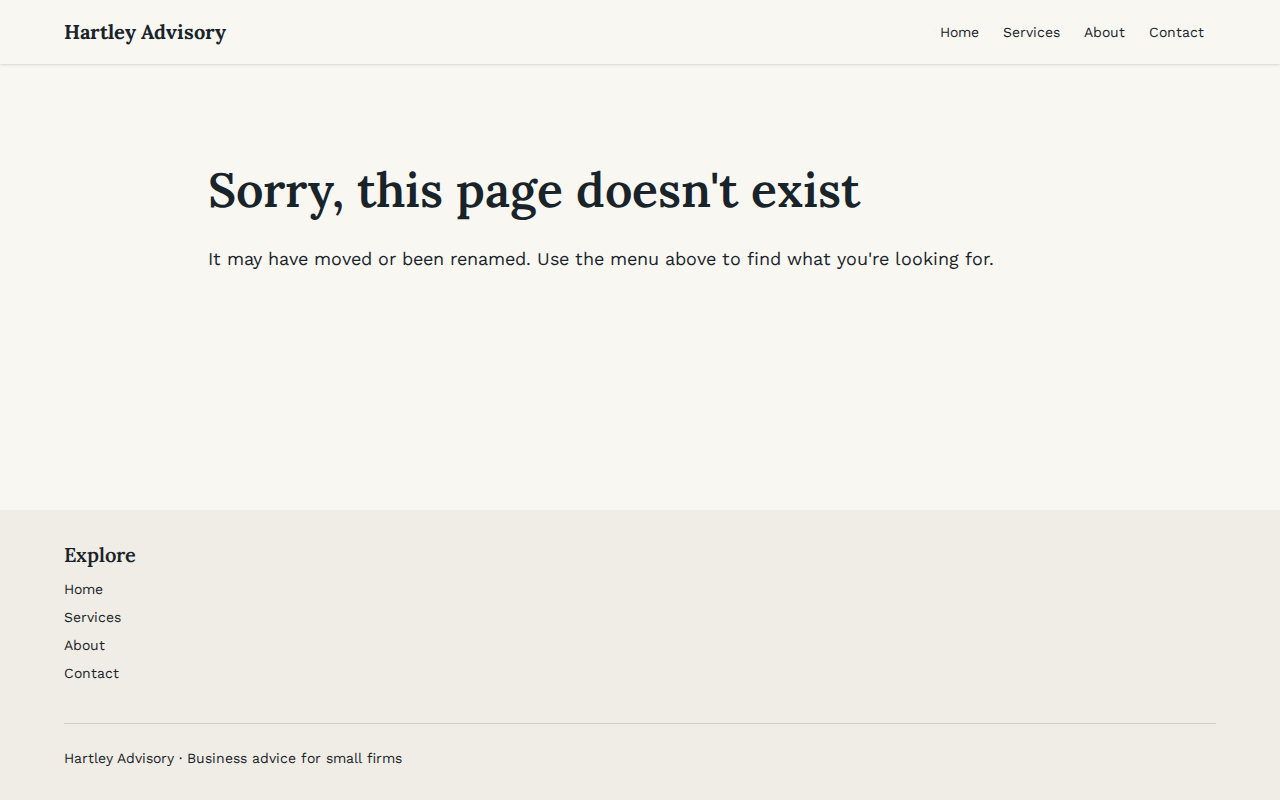 Hartley Advisory
Home Services About Contact
Sorry, this page doesn't exist
It may have moved or been renamed. Use the menu above to find what you're looking for.
Explore
Home
Services
About
Contact
Hartley Advisory · Business advice for small firms